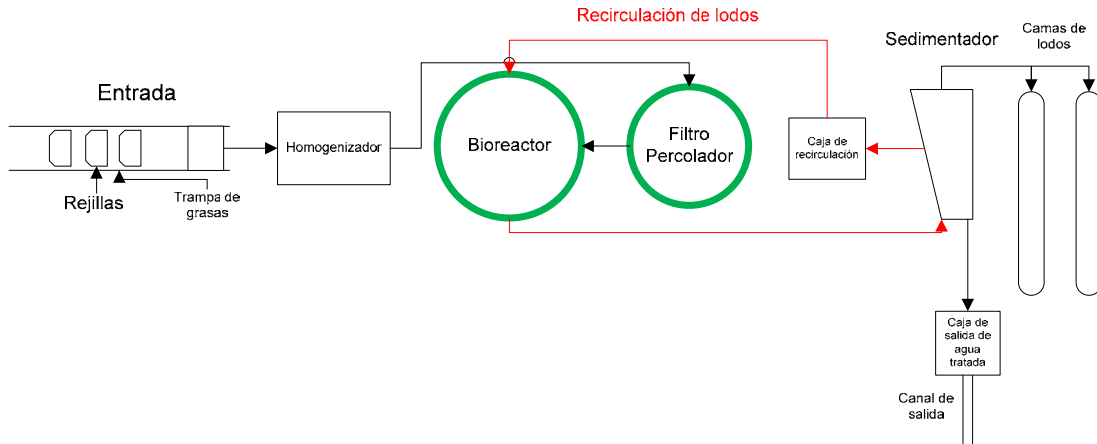 Recirculación de lodos
Sedimentador
Camas de
lodos
Entrada
Homogenizador
Bioreactor
Filtro
Percolador
Caja de
recirculación
Rejillas
Trampa de
grasas
Caja de
salida de
agua
tratada
Canal de
salida